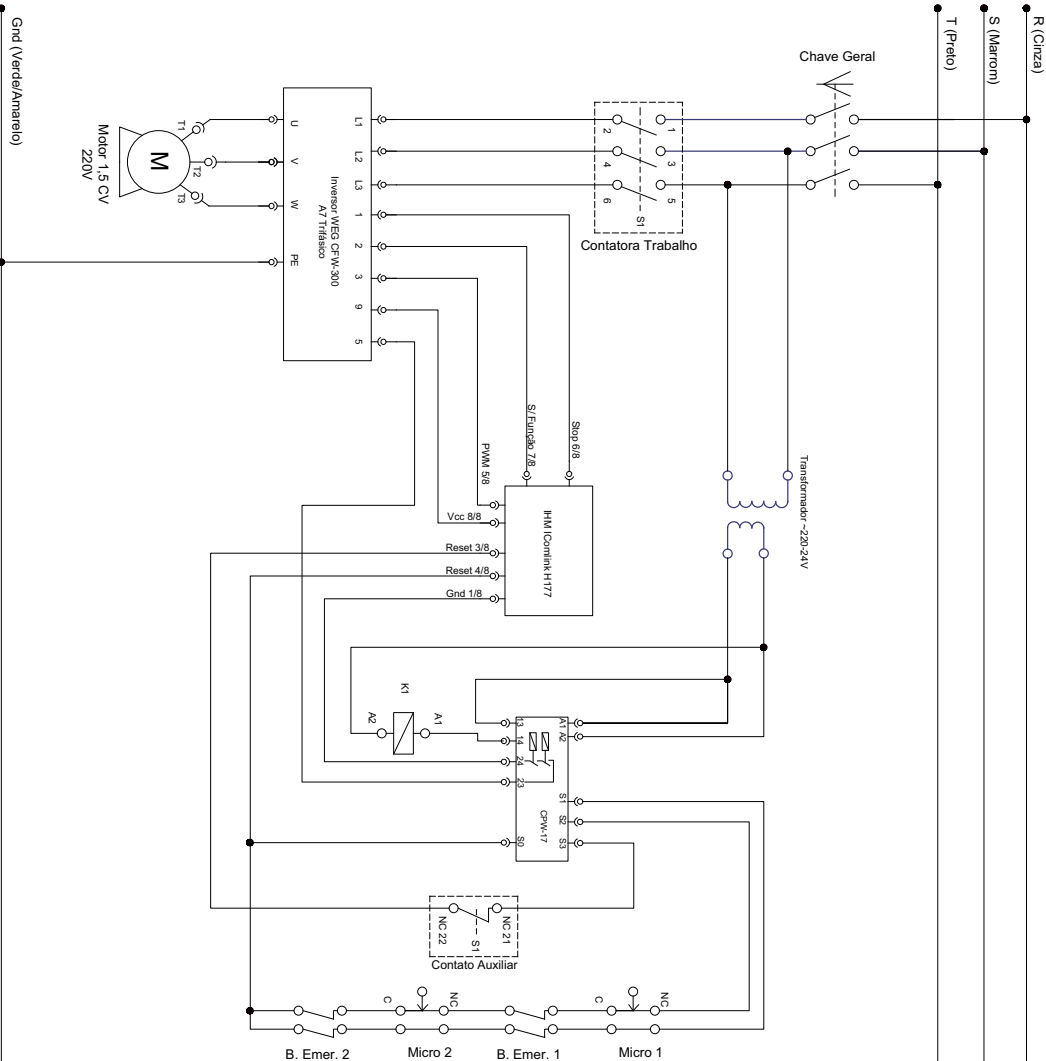 R (Cinza)
S (Marrom)
T (Preto)
Gnd (Verde/Amarelo)
Chave Geral
1
3
5
2
4
6
S1
Contatora Trabalho
L1
L2
L3
1
2
3
9
5
Inversor WEG CFW-300
A7 Trifásico
U
V
W
PE
T1
T2
T3
M
Motor 1,5 CV
220V
Transformador ~220-24V
Stop 6/8
S/ Função 7/8
PWM 5/8
Vcc 8/8
Reset 3/8
Reset 4/8
Gnd 1/8
IHM IComlink H177
K1
A2
A1
13
14
24
23
A1
A2
S1
S2
S3
S0
CPW-17
NC 21
NC 22
S1
Contato Auxiliar
C
NC
C
NC
B. Emer. 2
Micro 2
B. Emer. 1
Micro 1